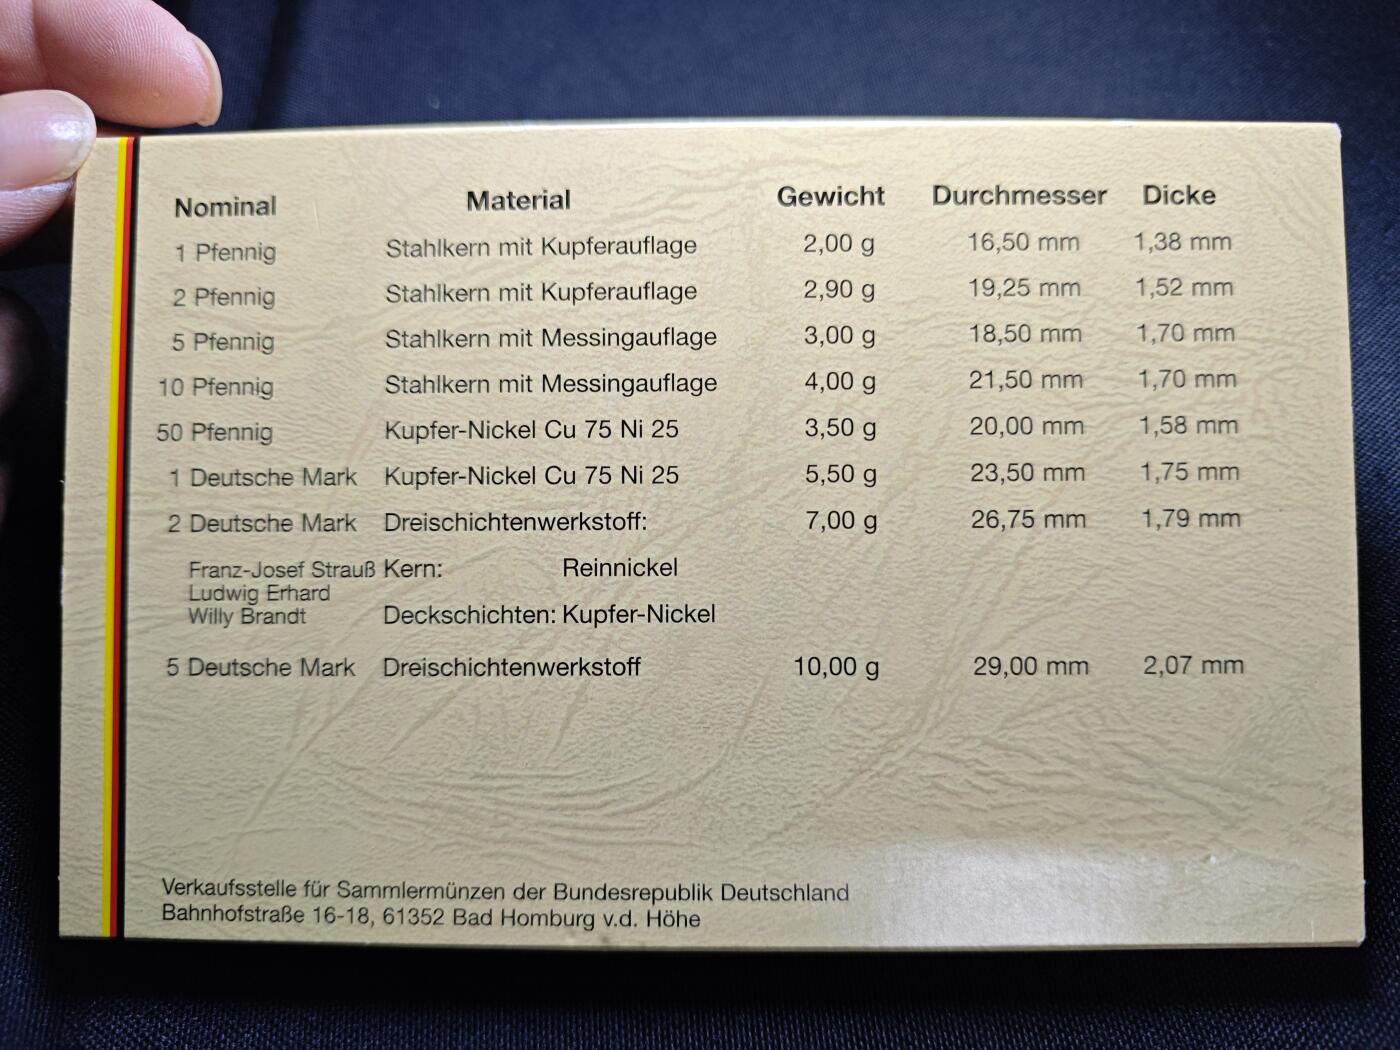 Nominal Material Gewicht Durchmesser Dicke
1 Pfennig Stahlkern mit Kupferauflage 2,00 g 16,50 mm 1,38 mm
2 Pfennig Stahlkern mit Kupferauflage 2,90 g 19,25 mm 1,52 mm
5 Pfennig Stahlkern mit Messingauflage 3,00 g 18,50 mm 1,70 mm
10 Pfennig Stahlkern mit Messingauflage 4,00 g 21,50 mm 1,70 mm
50 Pfennig Kupfer-Nickel Cu 75 Ni 25 3,50 g 20,00 mm 1,58 mm
1 Deutsche Mark Kupfer-Nickel Cu 75 Ni 25 5,50 g 23,50 mm 1,75 mm
2 Deutsche Mark Dreischichtenwerkstoff: 7,00 g 26,75 mm 1,79 mm
Franz-Josef Strauß Kern: Reinnickel
Ludwig Erhard
Willy Brandt Deckschichten: Kupfer-Nickel
5 Deutsche Mark Dreischichtenwerkstoff 10,00 g 29,00 mm 2,07 mm
Verkaufsstelle für Sammlermünzen der Bundesrepublik Deutschland
Bahnhofstraße 16-18, 61352 Bad Homburg v.d. Höhe